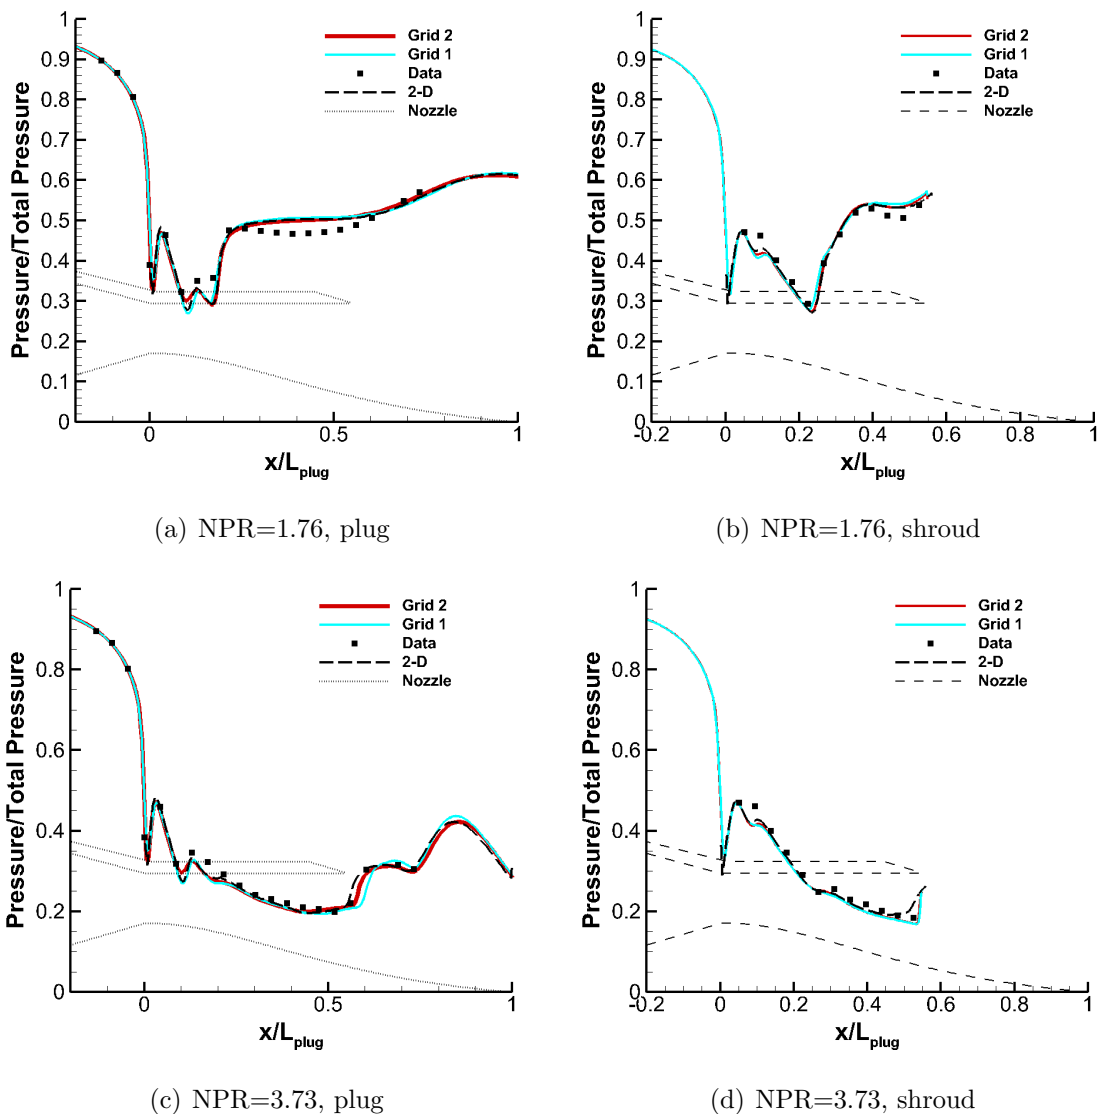 1
0.9
0.8
0.7
0.6
0.5
0.4
0.3
0.2
0.1
0
0
0.5
1
Pressure/Total Pressure
x/Lplug
Grid 2
Grid 1
Data
2-D
Nozzle
(a) NPR=1.76, plug
1
0.9
0.8
0.7
0.6
0.5
0.4
0.3
0.2
0.1
0
-0.2
0
0.2
0.4
0.6
0.8
1
Pressure/Total Pressure
x/Lplug
Grid 2
Grid 1
Data
2-D
Nozzle
(b) NPR=1.76, shroud
1
0.8
0.6
0.4
0.2
0
0
0.5
1
Pressure/Total Pressure
x/Lplug
Grid 2
Grid 1
Data
2-D
Nozzle
(c) NPR=3.73, plug
1
0.8
0.6
0.4
0.2
0
-0.2
0
0.2
0.4
0.6
0.8
1
Pressure/Total Pressure
x/Lplug
Grid 2
Grid 1
Data
2-D
Nozzle
(d) NPR=3.73, shroud